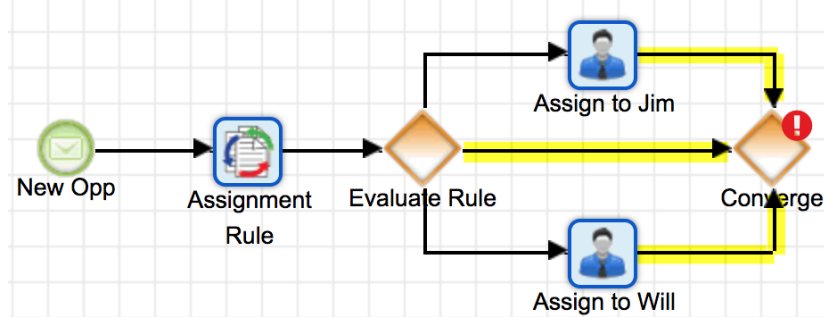 Assign to Jim
New Opp
Assignment
Rule
Evaluate Rule
Converge
Assign to Will